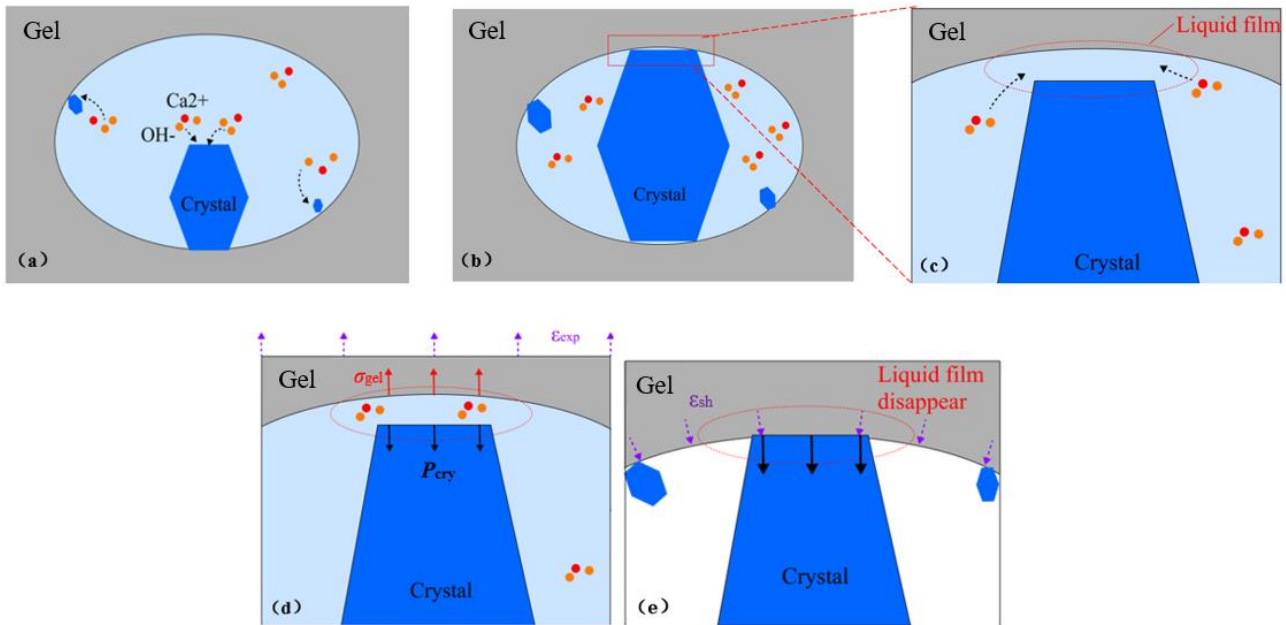 Gel
Ca2+
OH-
Crystal
（a）
Gel
Crystal
（b）
Gel
Liquid film
Crystal
（c）
εexp
Gel
σgel
Pcry
Crystal
（d）
Gel
εsh
Liquid film
disappear
Crystal
（e）